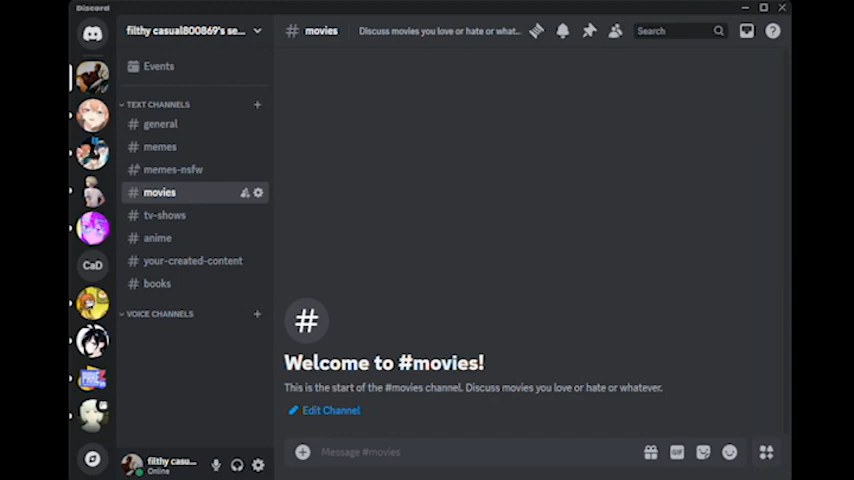 Discord
filthy casual800869's se...
# movies
Discuss movies you love or hate or what...
Search
Events
TEXT CHANNELS
# general
# memes
# memes-nsfw
# movies
# tv-shows
# anime
# your-created-content
# books
CaD
VOICE CHANNELS
#
Welcome to #movies!
This is the start of the #movies channel. Discuss movies you love or hate or whatever.
Edit Channel
Message #movies
GIF
filthy casu...
Online